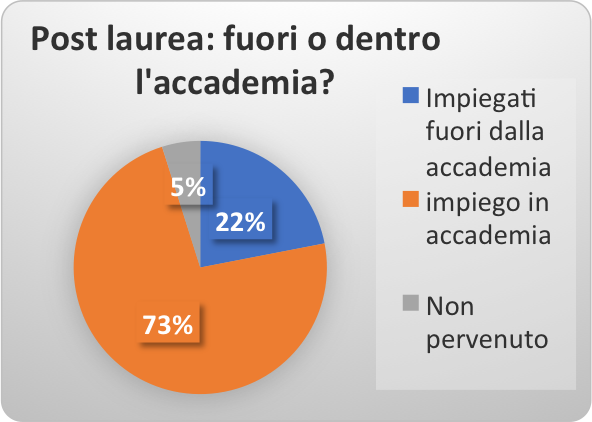 Post laurea: fuori o dentro
l'accademia?
Impiegati
fuori dalla
accademia
impiego in
accademia
Non
pervenuto
5%
22%
73%